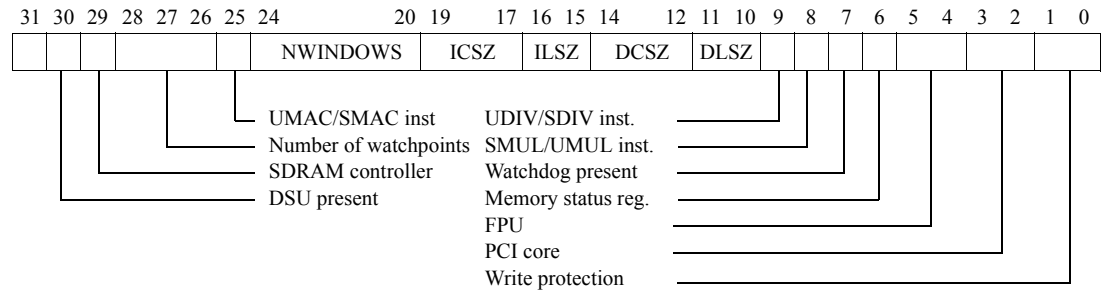 31 30 29 28 27 26 25 24 20 19 17 16 15 14 12 11 10 9 8 7 6 5 4 3 2 1 0
NWINDOWS ICSZ ILSZ DCSZ DLSZ
UMAC/SMAC inst UDIV/SDIV inst.
Number of watchpoints SMUL/UMUL inst.
SDRAM controller Watchdog present
DSU present Memory status reg.
FPU
PCI core
Write protection